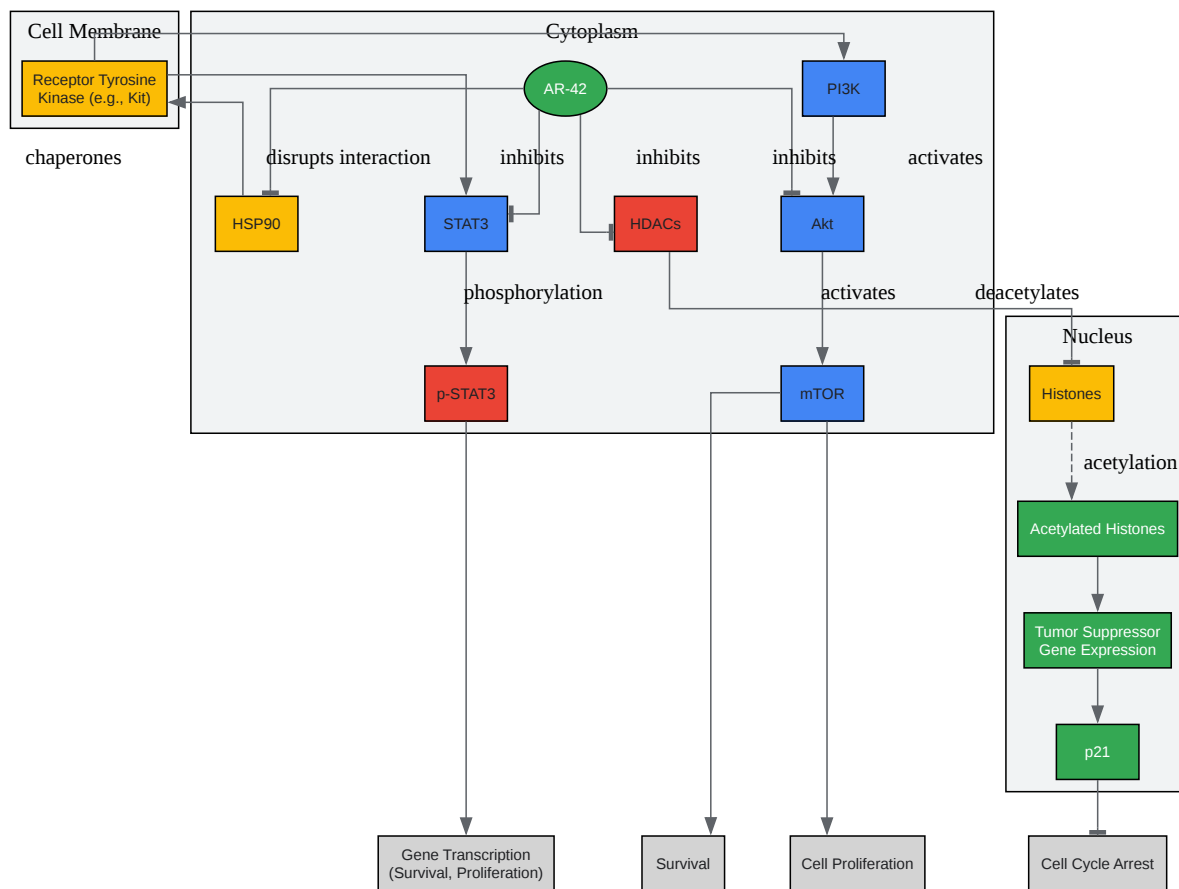 Cell Membrane
Cytoplasm
Receptor Tyrosine
Kinase (e.g., Kit)
AR-42
PI3K
chaperones
disrupts interaction
inhibits
inhibits
inhibits
activates
HSP90
STAT3
HDACs
Akt
phosphorylation
activates
deacetylates
Nucleus
p-STAT3
mTOR
Histones
acetylation
Acetylated Histones
Tumor Suppressor
Gene Expression
p21
Gene Transcription
(Survival, Proliferation)
Survival
Cell Proliferation
Cell Cycle Arrest